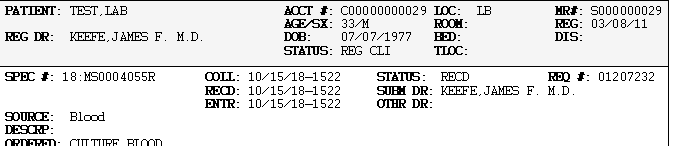 PATIENT: TEST,LAB ACCT #: C00000000029 LOC: LB MR#: S000000029
AGE/SX: 33/M ROOM: REG: 03/08/11
REG DR: KEEFE,JAMES F. M.D. DOB: 07/07/1977 BED: DIS:
STATUS: REG CLI TLOC:
SPEC #: 18:MS0004055R COLL: 10/15/18-1522 STATUS: RECD REQ #: 01207232
RECD: 10/15/18-1522 SUBM DR: KEEFE,JAMES F. M.D.
ENTR: 10/15/18-1522 OTHR DR:
SOURCE: Blood
DESCRP:
ORDERED: CULTURE BLOOD